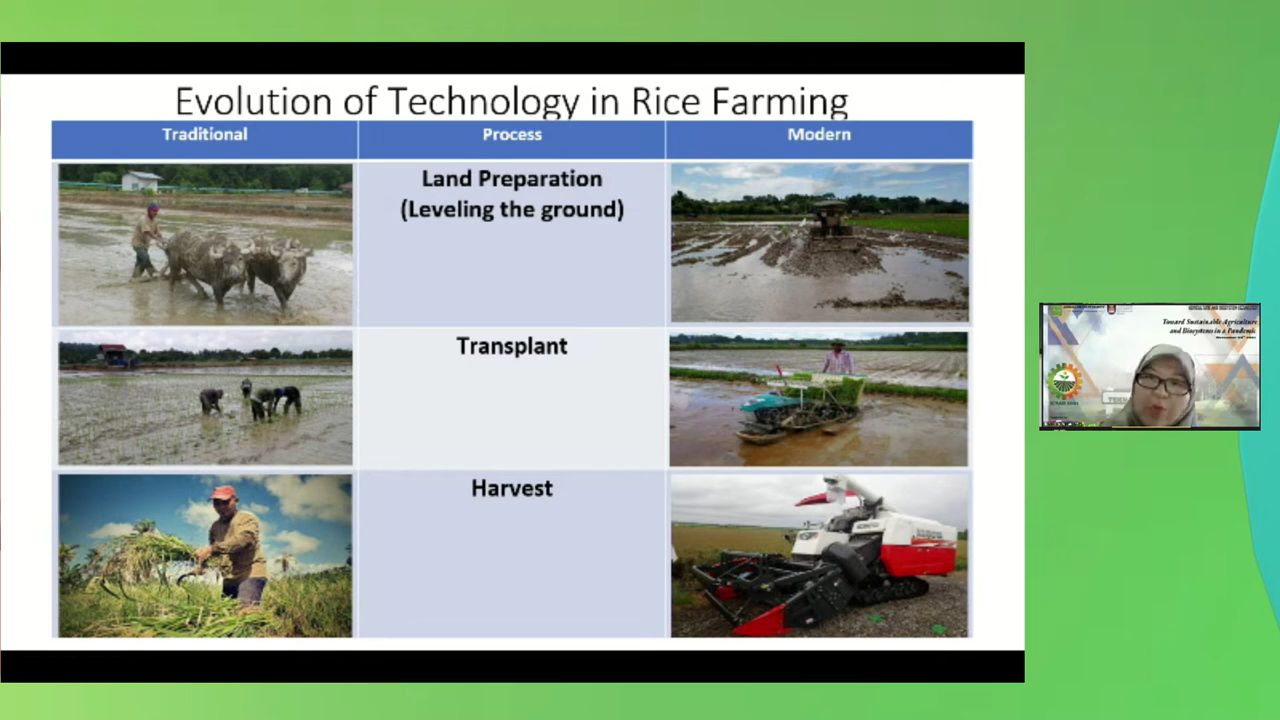 Evolution of Technology in Rice Farming
Traditional
Process
Modern
Land Preparation
(Leveling the ground)
Transplant
Harvest
Toward Sustainable Agriculture
and Biosystems in a Pandemic